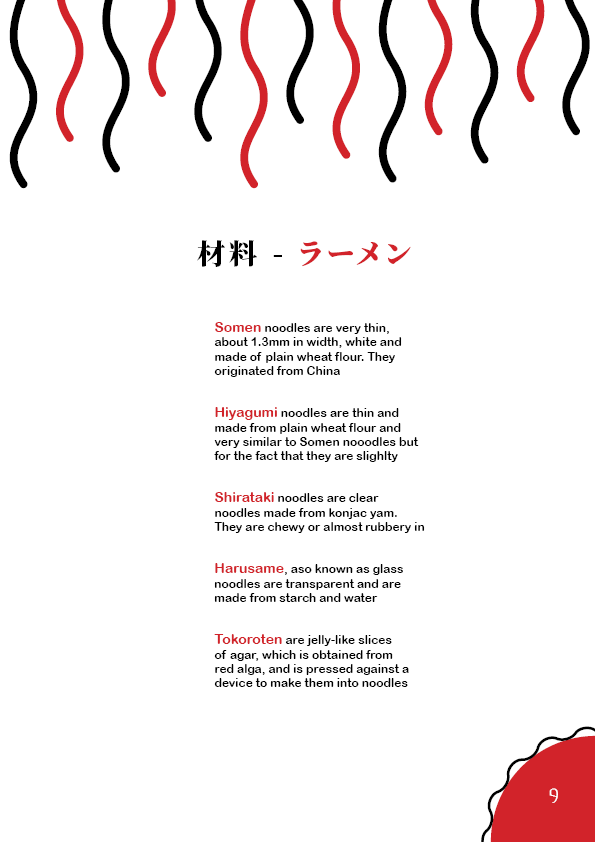 材料 - ラーメン
Somen noodles are very thin,
about 1.3mm in width, white and
made of plain wheat flour. They
originated from China
Hiyagumi noodles are thin and
made from plain wheat flour and
very similar to Somen nooodles but
for the fact that they are slighlty
Shirataki noodles are clear
noodles made from konjac yam.
They are chewy or almost rubbery in
Harusame, aso known as glass
noodles are transparent and are
made from starch and water
Tokoroten are jelly-like slices
of agar, which is obtained from
red alga, and is pressed against a
device to make them into noodles
9